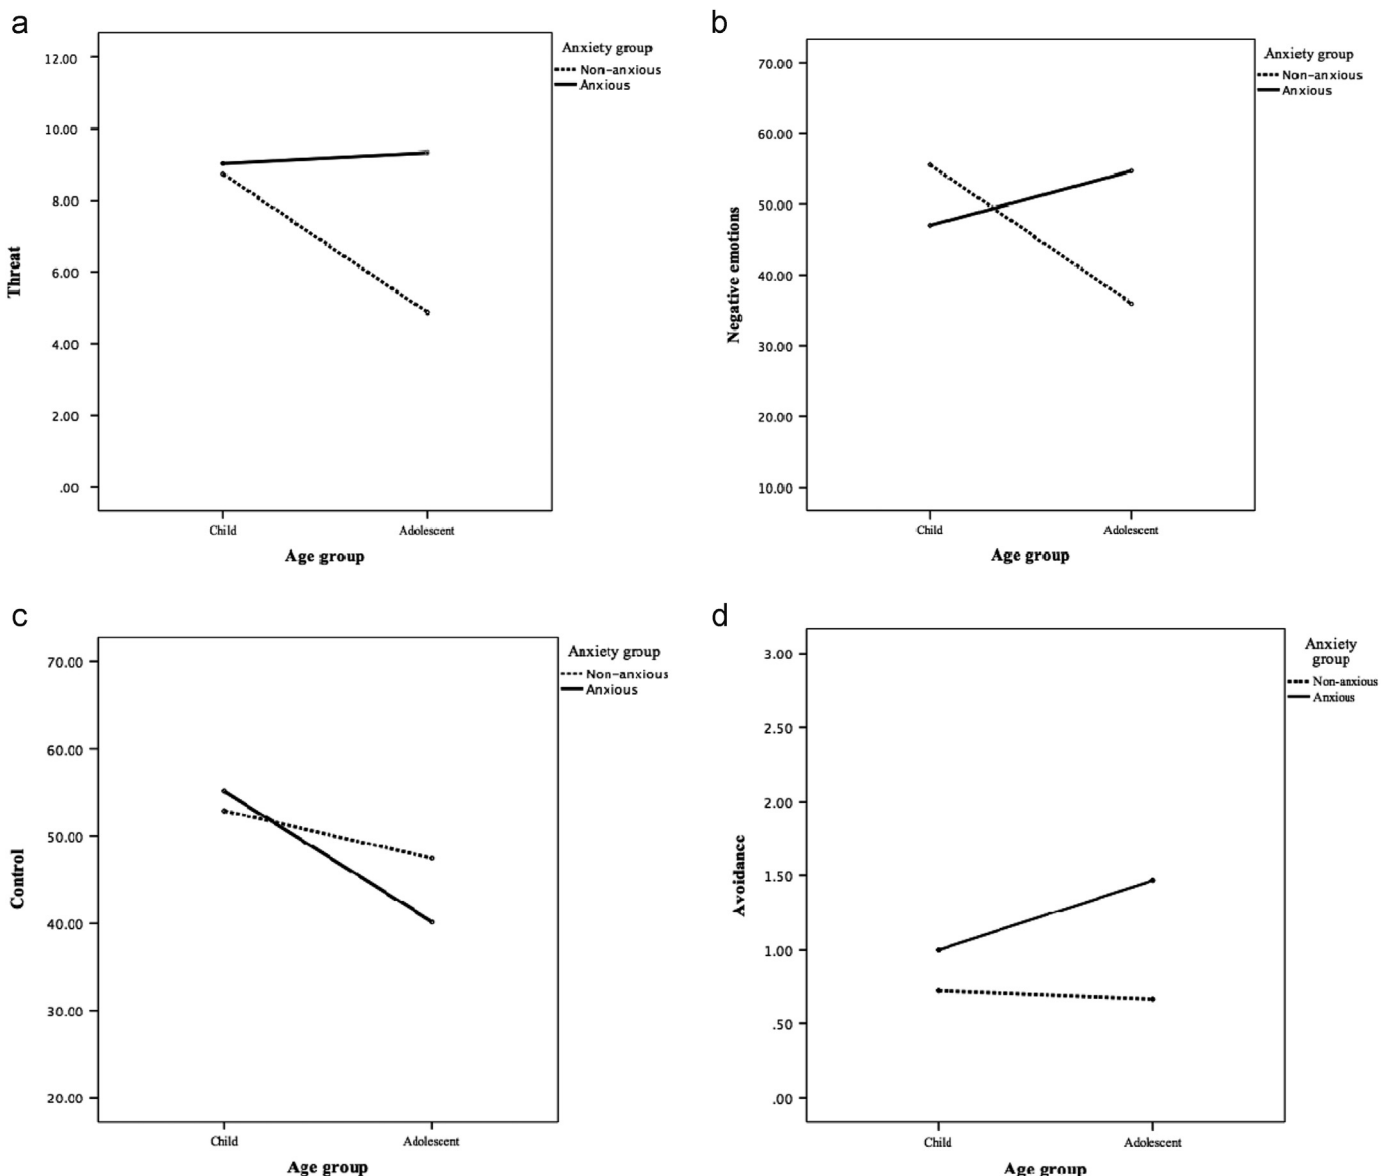 a
Anxiety group
Non-anxious
Anxious
12.00
10.00
8.00
6.00
4.00
2.00
.00
Threat
Child
Adolescent
Age group
b
Anxiety group
Non-anxious
Anxious
70.00
60.00
50.00
40.00
30.00
20.00
10.00
Negative emotions
Child
Adolescent
Age group
c
Anxiety group
Non-anxious
Anxious
70.00
60.00
50.00
40.00
30.00
20.00
Control
Child
Adolescent
Age group
d
Anxiety
group
Non-anxious
Anxious
3.00
2.50
2.00
1.50
1.00
.50
.00
Avoidance
Child
Adolescent
Age group